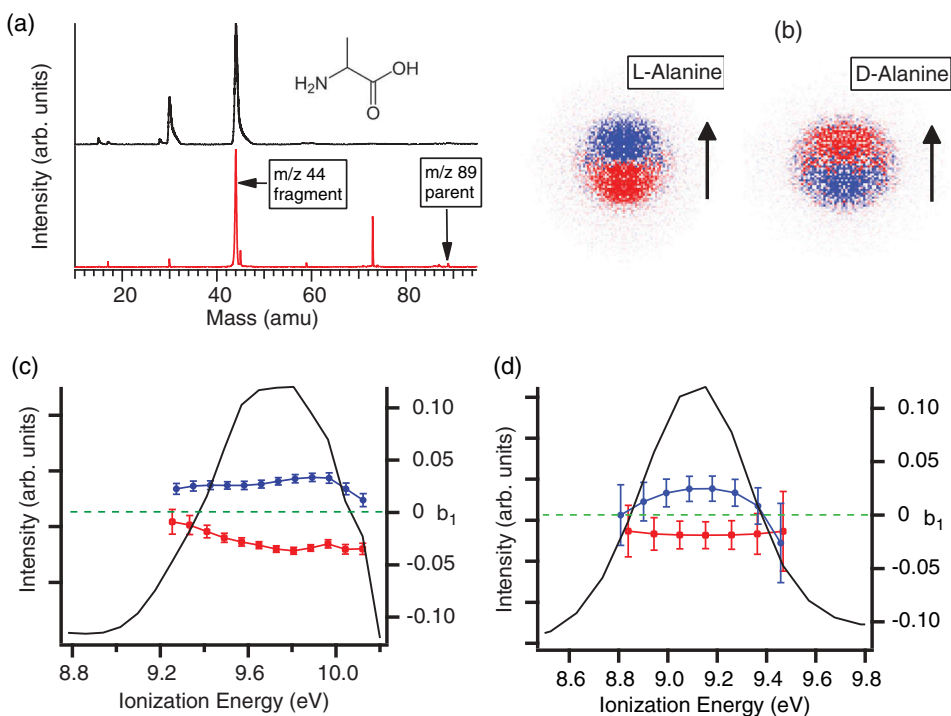 (a)
Intensity (arb. units)
H₂N
OH
O
m/z 44
fragment
m/z 89
parent
20
40
60
80
Mass (amu)
(b)
L-Alanine
D-Alanine
(c)
Intensity (arb. units)
0.10
0.05
0 b₁
-0.05
-0.10
8.8
9.2
9.6
10.0
Ionization Energy (eV)
(d)
Intensity (arb. units)
0.10
0.05
0 b₁
-0.05
-0.10
8.6
8.8
9.0
9.2
9.4
9.6
9.8
Ionization Energy (eV)